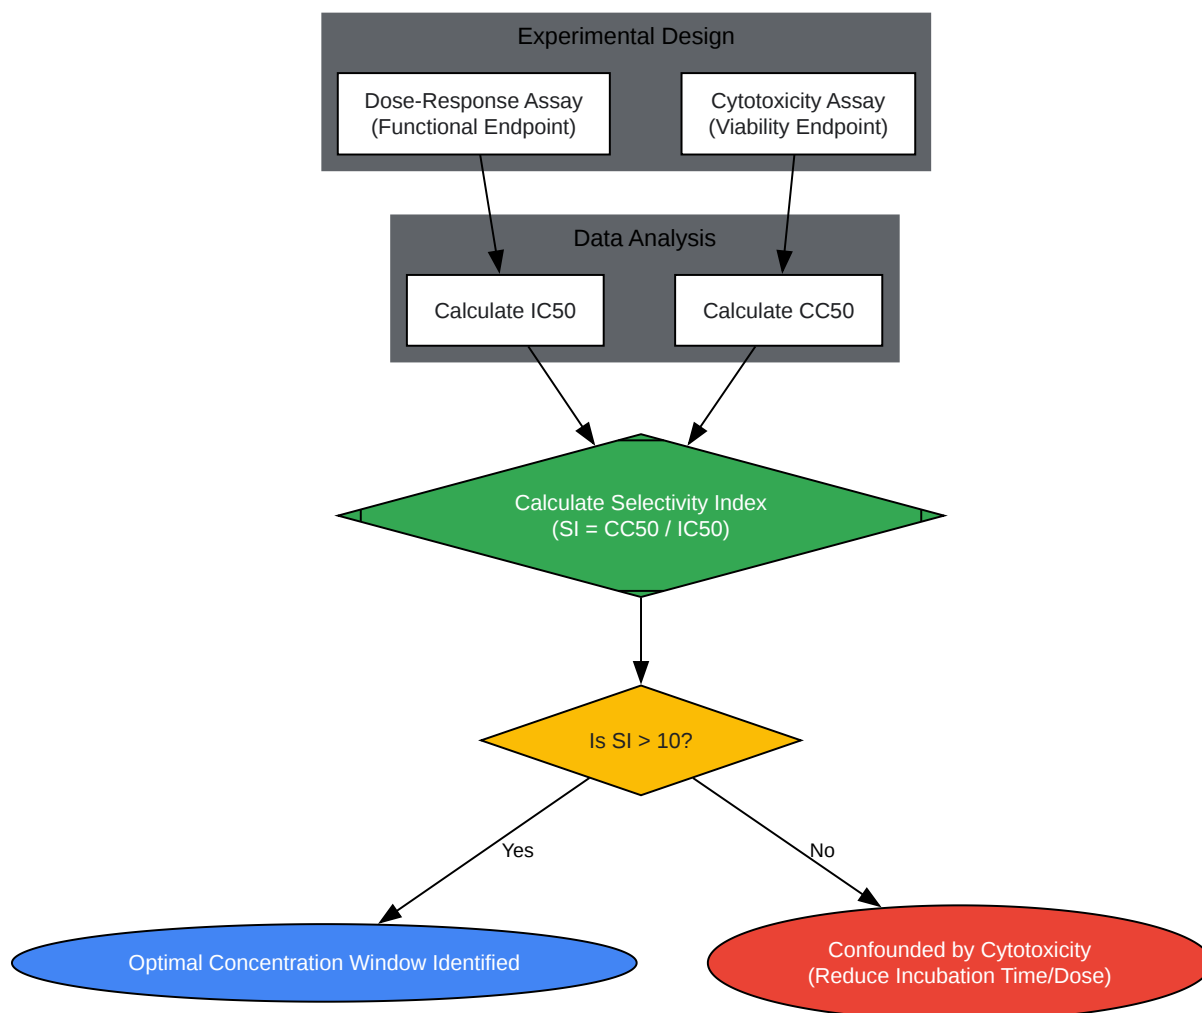 Experimental Design
Dose-Response Assay
(Functional Endpoint)
Cytotoxicity Assay
(Viability Endpoint)
Data Analysis
Calculate IC50
Calculate CC50
Calculate Selectivity Index
(SI = CC50 / IC50)
Is SI > 10?
Yes
No
Optimal Concentration Window Identified
Confounded by Cytotoxicity
(Reduce Incubation Time/Dose)